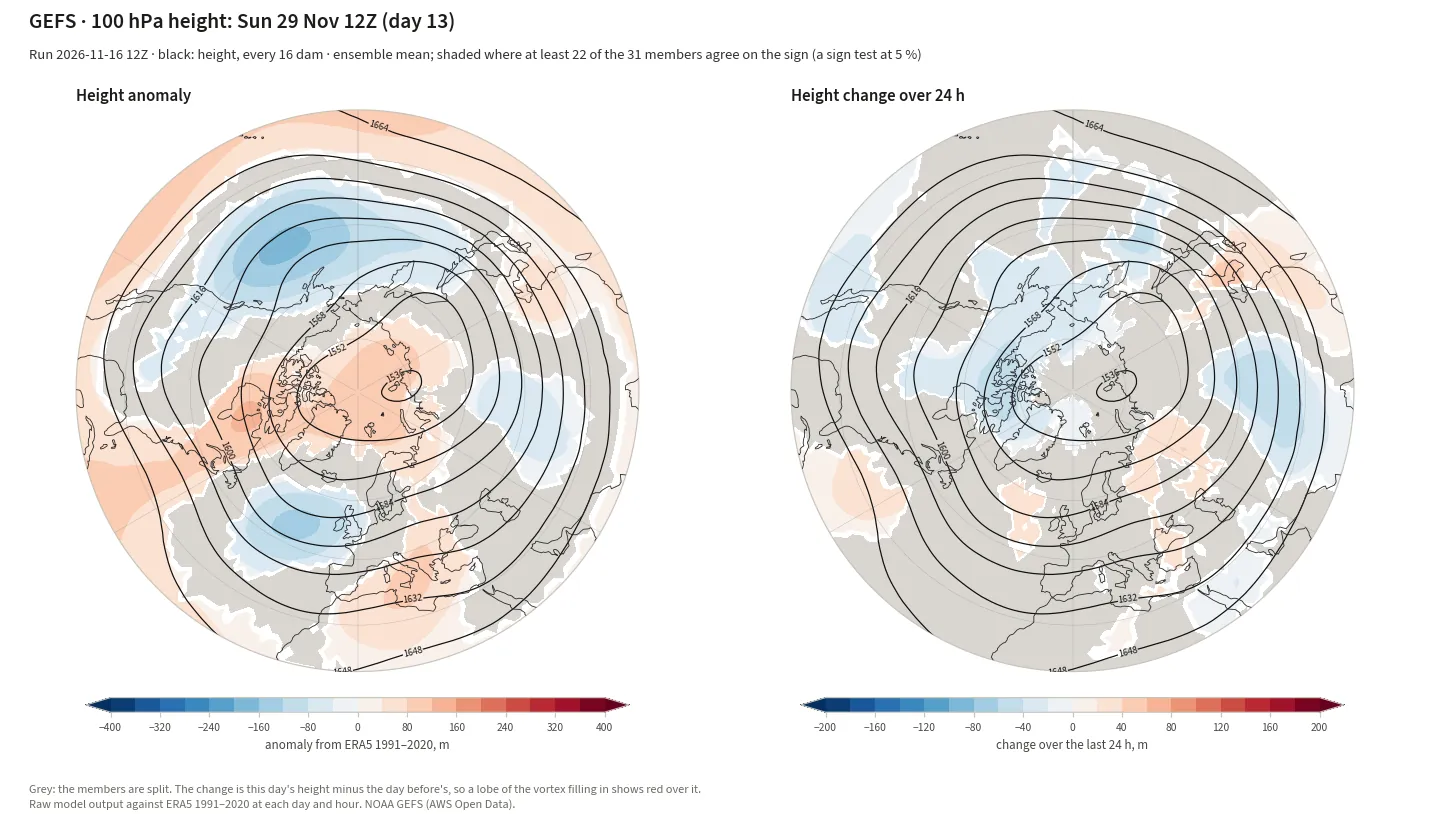 GEFS · 100 hPa height: Sun 29 Nov 12Z (day 13)
Run 2026-11-16 12Z · black: height, every 16 dam · ensemble mean; shaded where at least 22 of the 31 members agree on the sign (a sign test at 5 %)
Height anomaly
Height change over 24 h
1664
1616
1568
1552
1536
1600
1584
1632
1648
1648
1664
1616
1568
1552
1536
1600
1584
1632
1648
1648
−400 −320 −240 −160 −80 0 80 160 240 320 400
anomaly from ERA5 1991–2020, m
−200 −160 −120 −80 −40 0 40 80 120 160 200
change over the last 24 h, m
Grey: the members are split. The change is this day's height minus the day before's, so a lobe of the vortex filling in shows red over it.
Raw model output against ERA5 1991–2020 at each day and hour. NOAA GEFS (AWS Open Data).